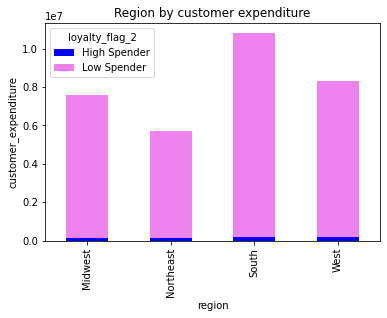 Region by customer expenditure
1e7
loyalty_flag_2
High Spender
Low Spender
customer_expenditure
1.0
0.8
0.6
0.4
0.2
0.0
Midwest
Northeast
South
West
region